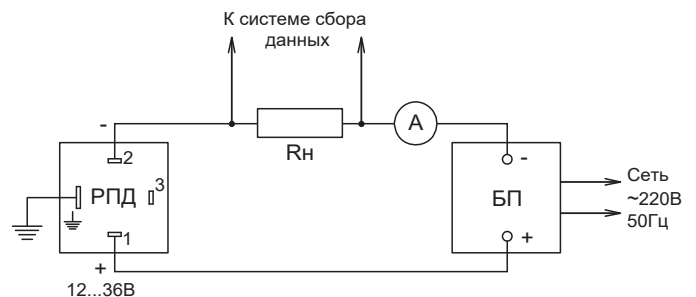 К системе сбора
данных
Rн
A
-
2
3
РПД
1
+
12...36В
-
БП
+
Сеть
~220В
50Гц